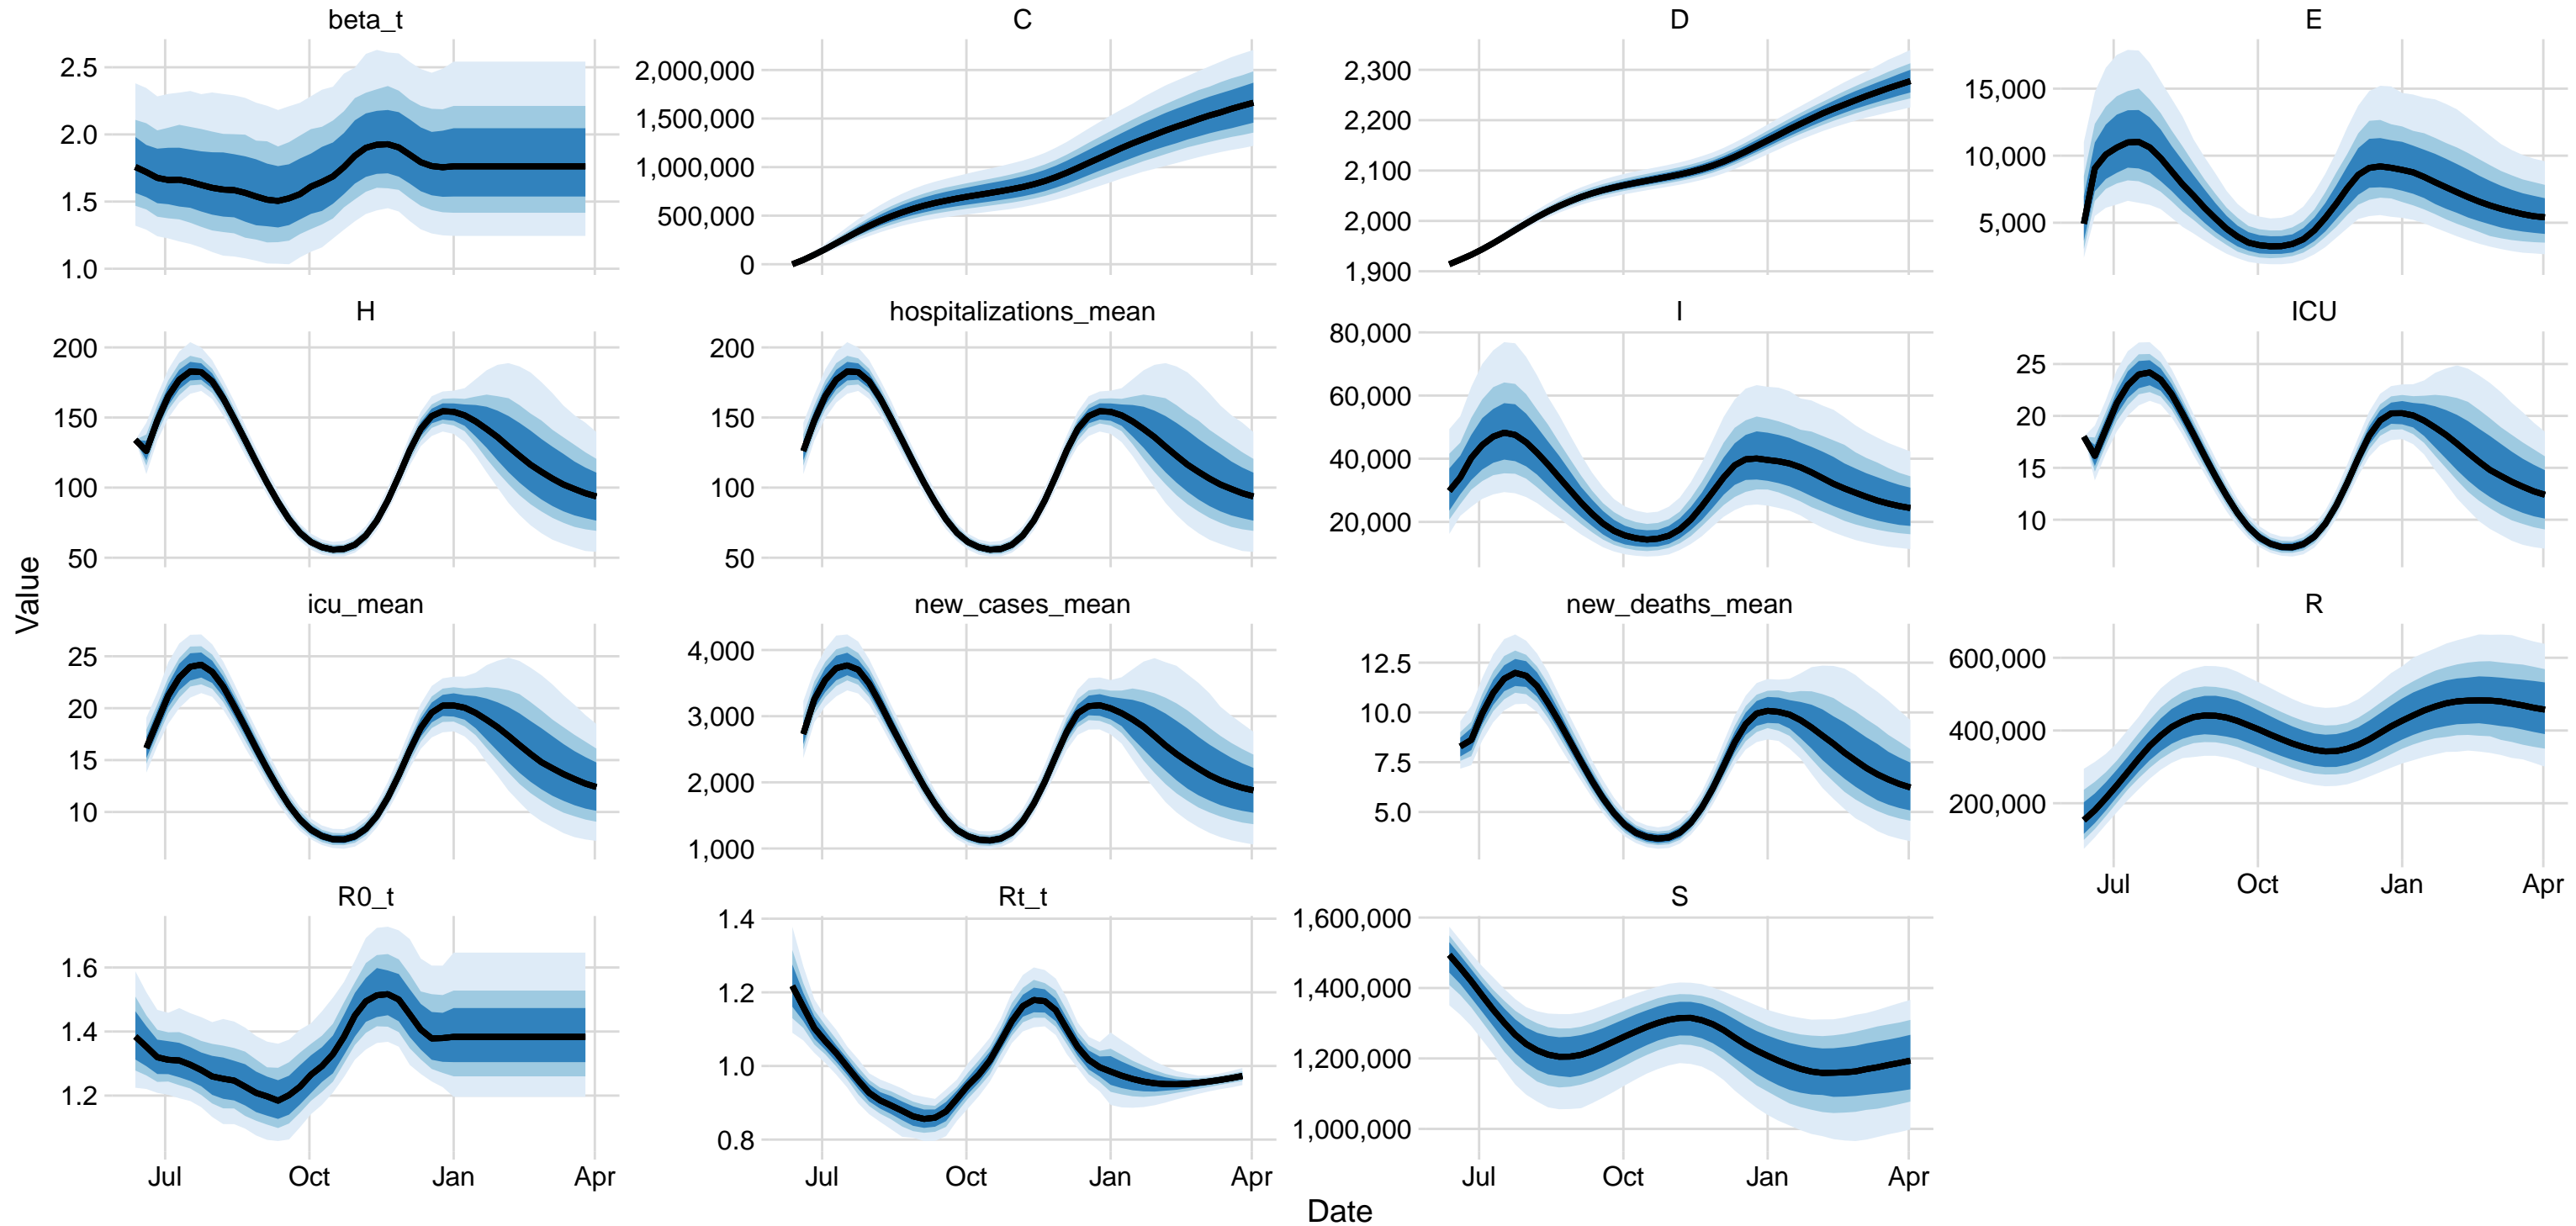 beta_t
C
D
E
2.5
2.0
1.5
1.0
2,000,000
1,500,000
1,000,000
500,000
0
2,300
2,200
2,100
2,000
1,900
15,000
10,000
5,000
H
hospitalizations_mean
I
ICU
200
150
100
50
200
150
100
50
80,000
60,000
40,000
20,000
25
20
15
10
Value
icu_mean
new_cases_mean
new_deaths_mean
R
25
20
15
10
4,000
3,000
2,000
1,000
12.5
10.0
7.5
5.0
600,000
400,000
200,000
Jul Oct Jan Apr
R0_t
Rt_t
S
1.6
1.4
1.2
1.4
1.2
1.0
0.8
1,600,000
1,400,000
1,200,000
1,000,000
Jul Oct Jan Apr
Jul Oct Jan Apr
Jul Oct Jan Apr
Date